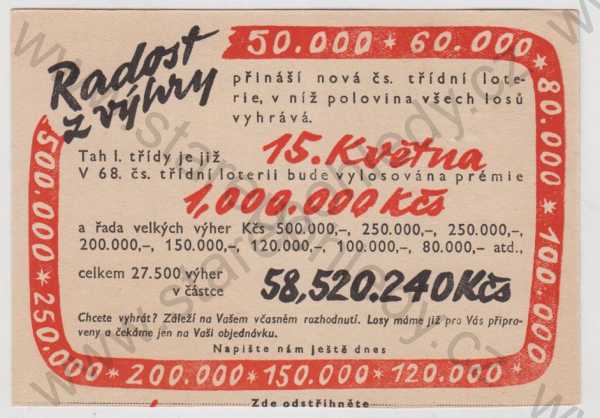 Radost
z výhry
50.000 * 60.000 *
80.000
*
100.000
*
120.000
*
150.000
*
200.000
*
250.000
*
500.000
přináší nová čs. třídní lote-
rie, v níž polovina všech losů
vyhrává.
Tah I. třídy je již 15. Května
V 68. čs. třídní loterii bude vylosována prémie
1,000.000 Kčs
a řada velkých výher Kčs 500.000,–, 250.000,–, 250.000,–,
200.000,–, 150.000,–, 120.000,–, 100.000,–, 80.000– atd.,
celkem 27.500 výher
v částce 58,520.240 Kčs
Chcete vyhrát? Záleží na Vašem včasném rozhodnutí. Losy máme již pro Vás připra-
veny a čekáme jen na Vaši objednávku.
Napište nám ještě dnes
Zde odstřihněte
www.starepohledy.cz